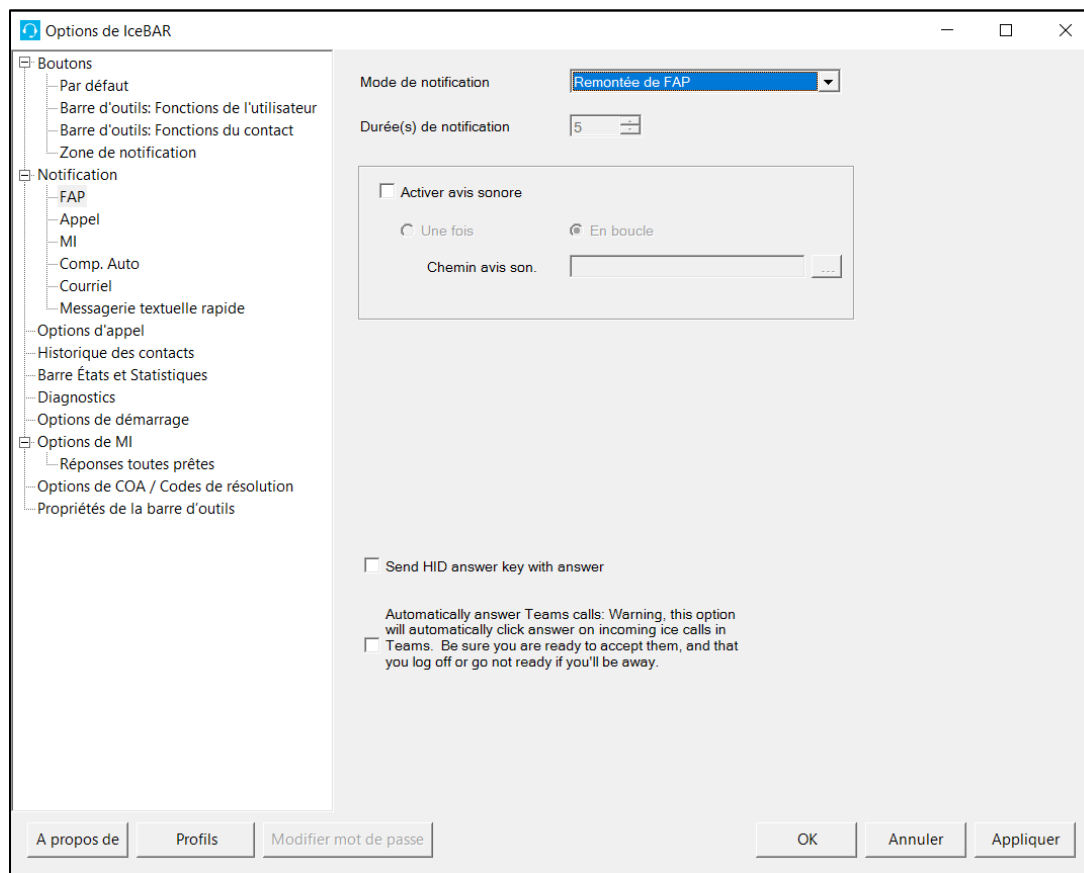 Options de IceBAR
Boutons
Par défaut
Barre d'outils: Fonctions de l'utilisateur
Barre d'outils: Fonctions du contact
Zone de notification
Notification
FAP
Appel
MI
Comp. Auto
Courriel
Messagerie textuelle rapide
Options d'appel
Historique des contacts
Barre États et Statistiques
Diagnostics
Options de démarrage
Options de MI
Réponses toutes prêtes
Options de COA / Codes de résolution
Propriétés de la barre d'outils
Mode de notification
Remontée de FAP
Durée(s) de notification
5
Activer avis sonore
Une fois
En boucle
Chemin avis son.
...
Send HID answer key with answer
Automatically answer Teams calls: Warning, this option
will automatically click answer on incoming ice calls in
Teams. Be sure you are ready to accept them, and that
you log off or go not ready if you'll be away.
A propos de
Profils
Modifier mot de passe
OK
Annuler
Appliquer